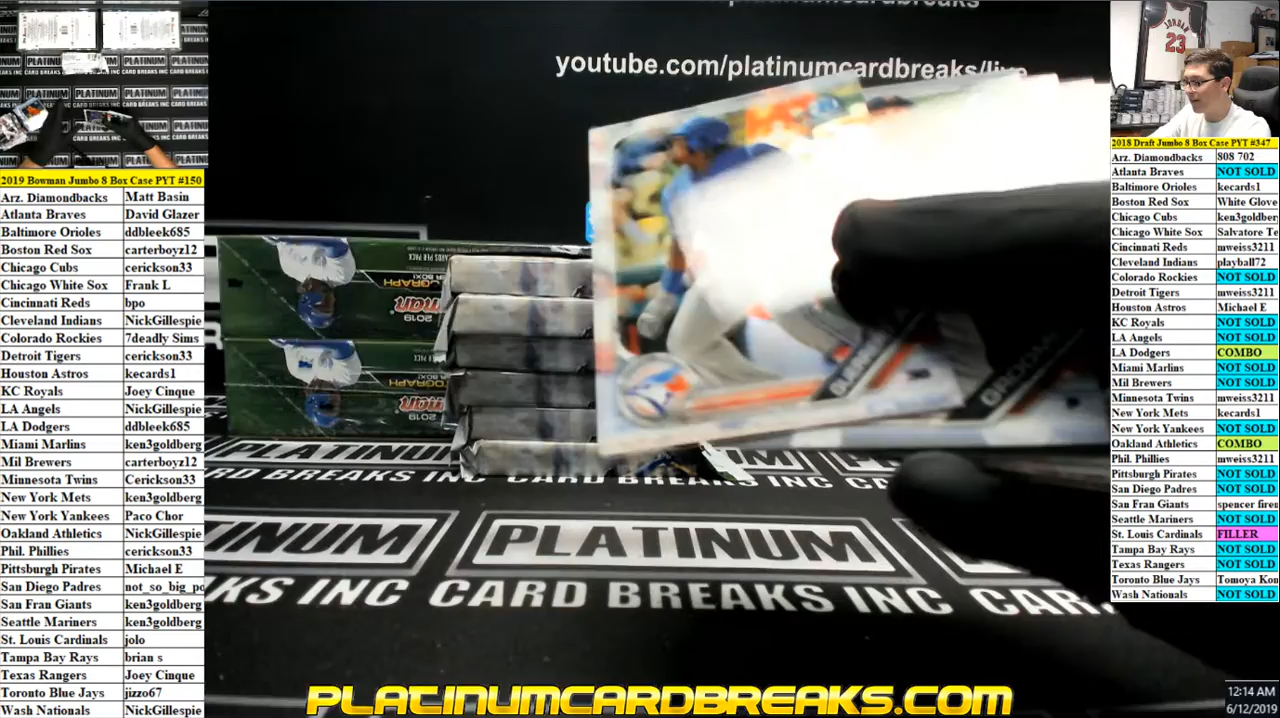 youtube.com/platinumcardbreaks/live
2019 Bowman Jumbo 8 Box Case PYT #150
Arz. Diamondbacks Matt Basin
Atlanta Braves David Glazer
Baltimore Orioles ddbleek685
Boston Red Sox carterboyz12
Chicago Cubs cerickson33
Chicago White Sox Frank L
Cincinnati Reds bpo
Cleveland Indians NickGillespie
Colorado Rockies 7deadly Sims
Detroit Tigers cerickson33
Houston Astros kecards1
KC Royals Joey Cinque
LA Angels NickGillespie
LA Dodgers ddbleek685
Miami Marlins ken3goldberg
Mil Brewers carterboyz12
Minnesota Twins Cerickson33
New York Mets ken3goldberg
New York Yankees Paco Chor
Oakland Athletics NickGillespie
Phil. Phillies cerickson33
Pittsburgh Pirates Michael E
San Diego Padres not_so_big_po
San Fran Giants ken3goldberg
Seattle Mariners ken3goldberg
St. Louis Cardinals jolo
Tampa Bay Rays brian s
Texas Rangers Joey Cinque
Toronto Blue Jays jizzo67
Wash Nationals NickGillespie
JORDAN
23
2018 Draft Jumbo 8 Box Case PYT #347
Arz. Diamondbacks 808 702
Atlanta Braves NOT SOLD
Baltimore Orioles kecards1
Boston Red Sox White Glove
Chicago Cubs ken3goldber
Chicago White Sox Salvatore Te
Cincinnati Reds mweiss3211
Cleveland Indians playball72
Colorado Rockies NOT SOLD
Detroit Tigers mweiss3211
Houston Astros Michael E
KC Royals NOT SOLD
LA Angels NOT SOLD
LA Dodgers COMBO
Miami Marlins NOT SOLD
Mil Brewers NOT SOLD
Minnesota Twins mweiss3211
New York Mets kecards1
New York Yankees NOT SOLD
Oakland Athletics COMBO
Phil. Phillies mweiss3211
Pittsburgh Pirates NOT SOLD
San Diego Padres NOT SOLD
San Fran Giants spencer firen
Seattle Mariners NOT SOLD
St. Louis Cardinals FILLER
Tampa Bay Rays NOT SOLD
Texas Rangers NOT SOLD
Toronto Blue Jays Tomoya Kon
Wash Nationals NOT SOLD
PLATINUM
CARD BREAKS INC
PLATINUMCARDBREAKS.COM
12:14 AM
6/12/2019